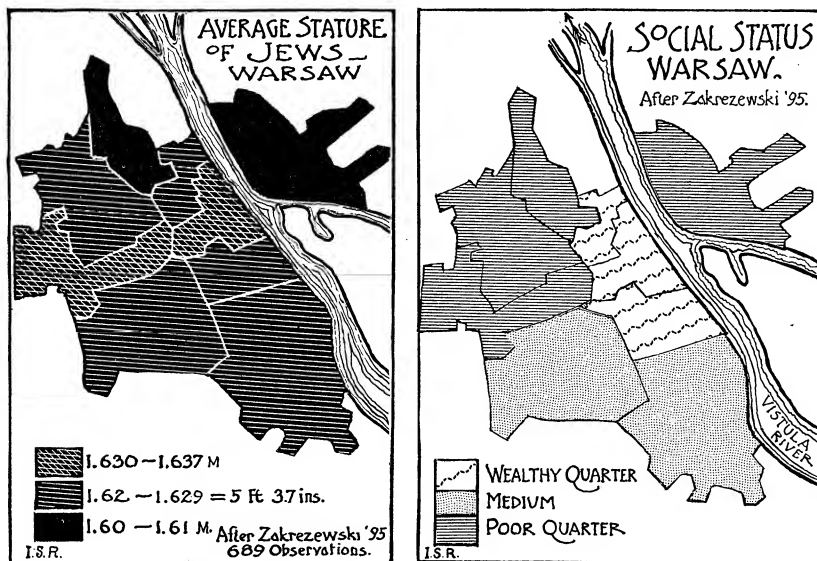 AVERAGE STATURE
OF JEWS_
WARSAW
1.630-1.637 M
1.62 - 1.629 = 5 Ft 3.7 ins.
1.60 - 1.61 M.
After Zakrezewski '95
689 Observations.
I.S.R.
SOCIAL STATUS
WARSAW.
After Zakrezewski '95.
VISTULA
RIVER
WEALTHY QUARTER
MEDIUM
POOR QUARTER
I.S.R.